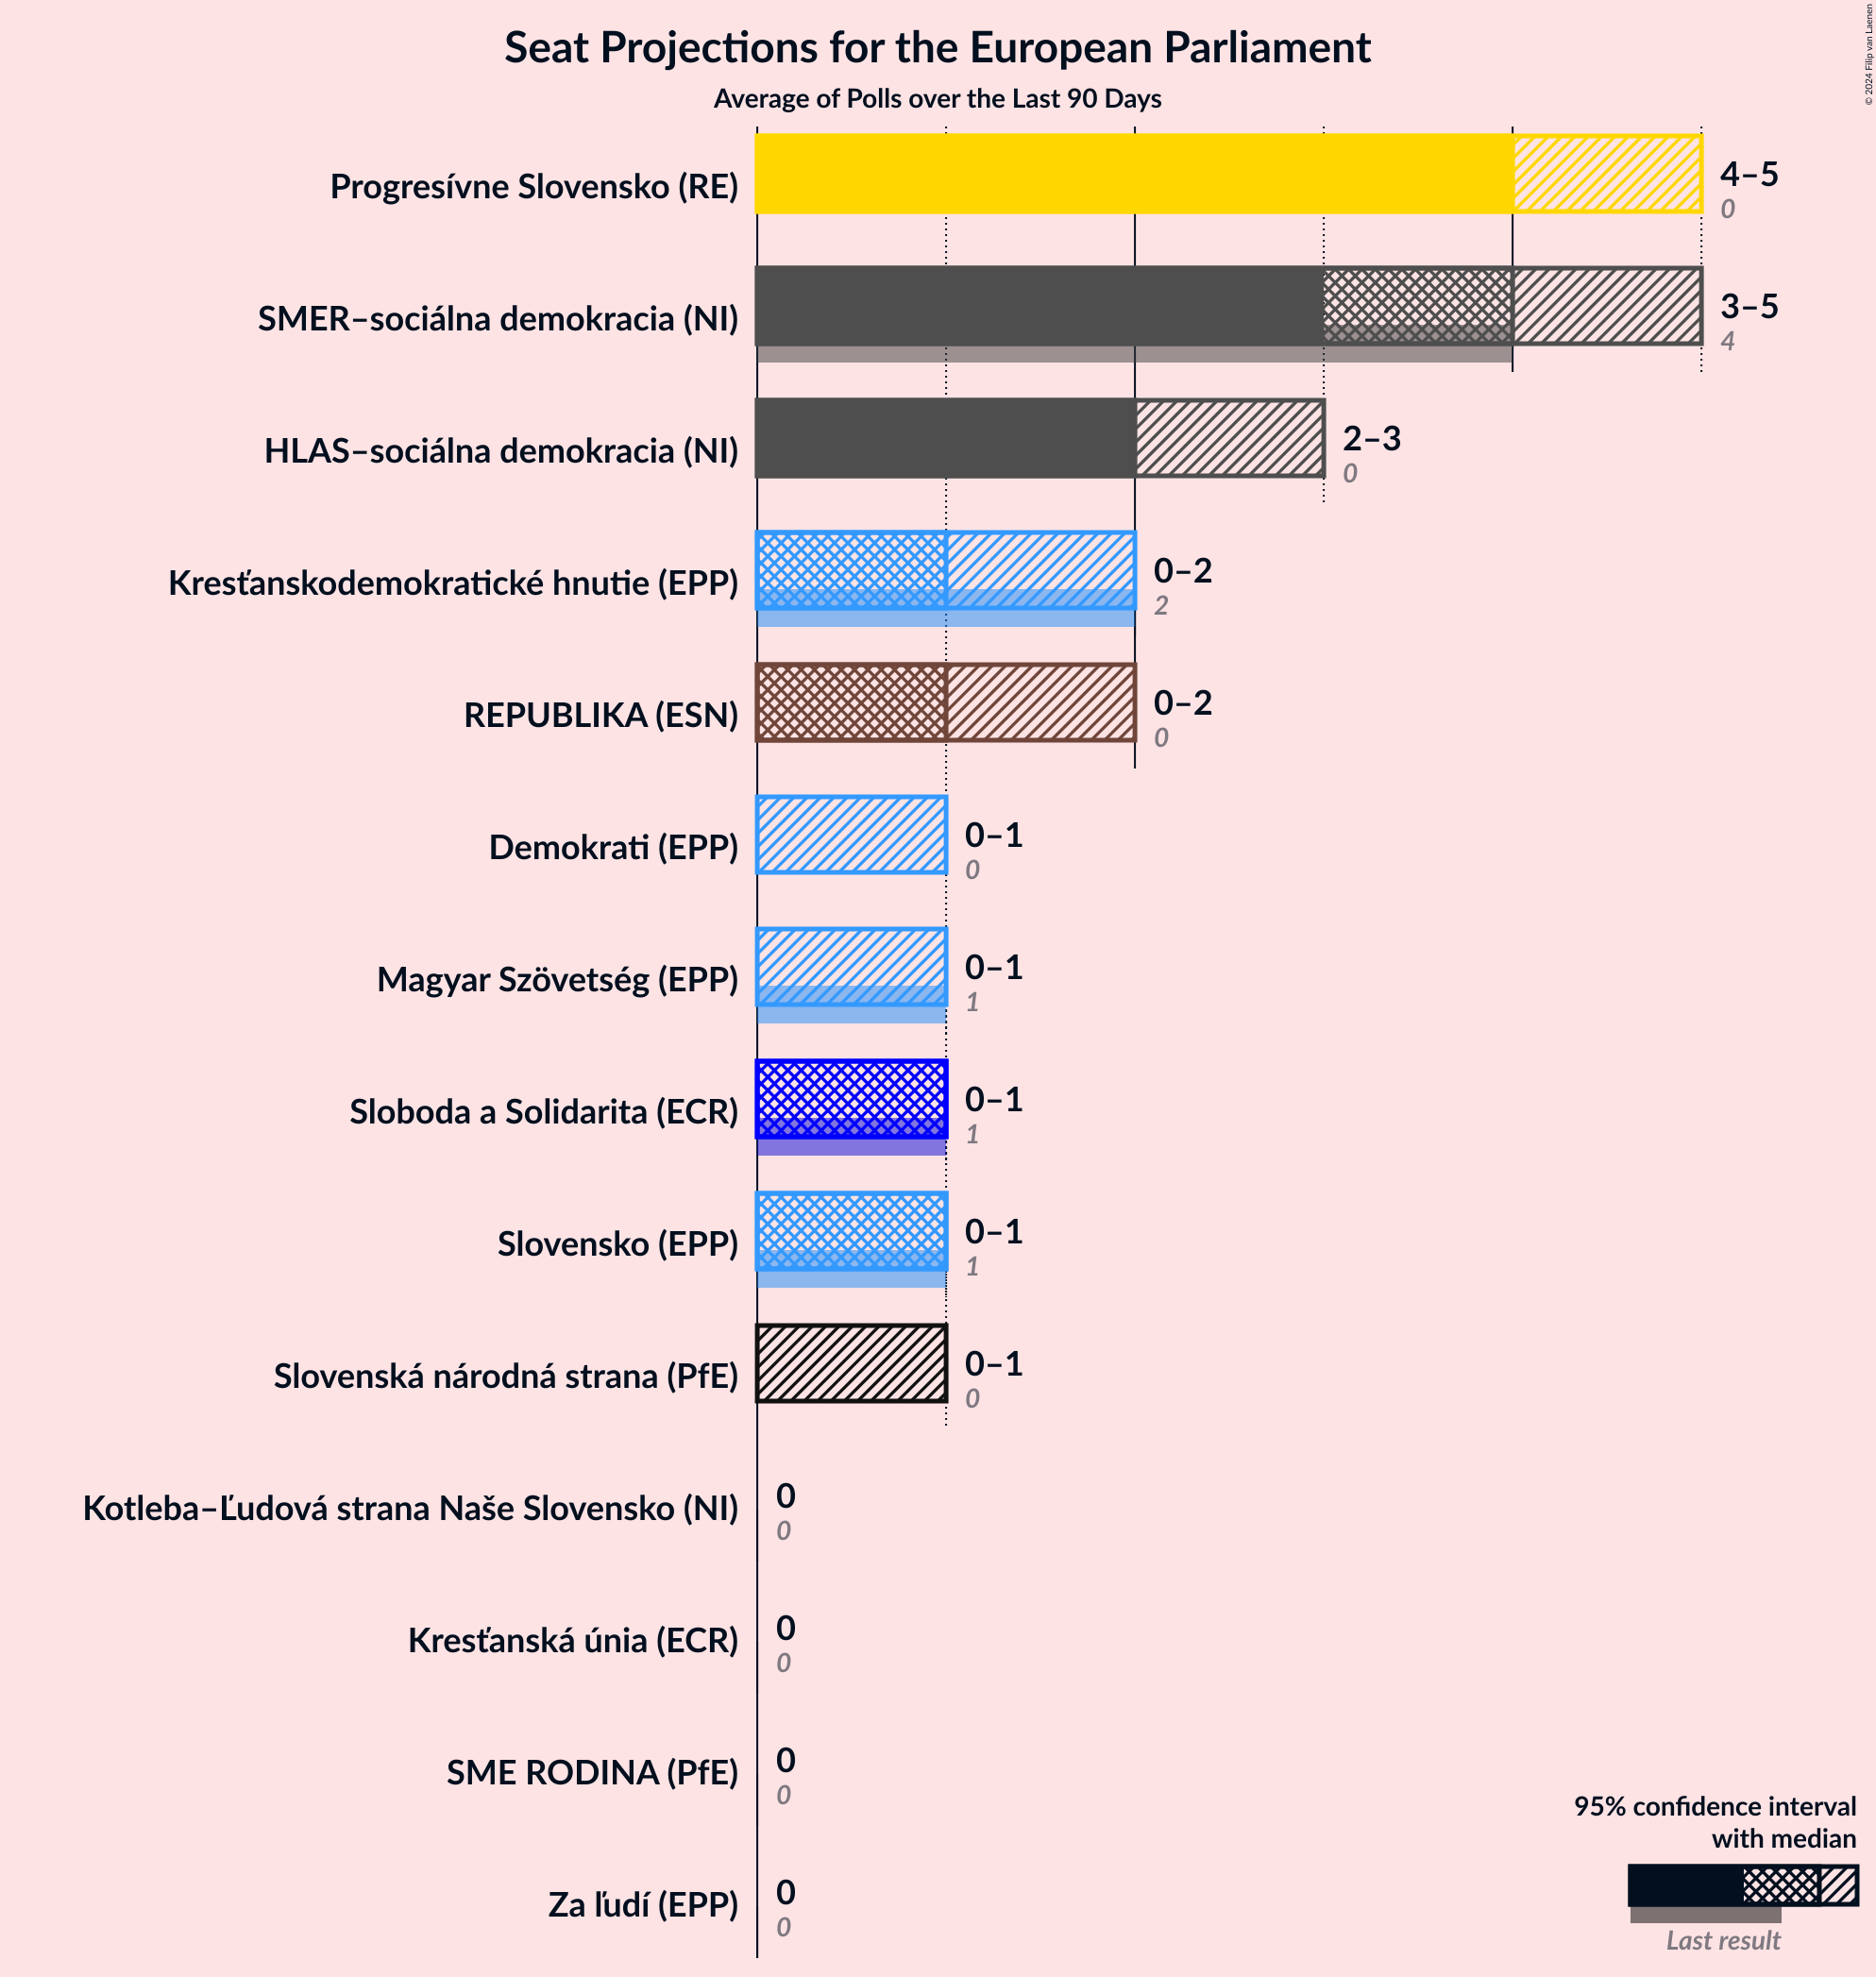 Seat Projections for the European Parliament
Average of Polls over the Last 90 Days
© 2024 Filip van Laenen
Progresívne Slovensko (RE)
4–5
0
SMER–sociálna demokracia (NI)
3–5
4
HLAS–sociálna demokracia (NI)
2–3
0
Kresťanskodemokratické hnutie (EPP)
0–2
2
REPUBLIKA (ESN)
0–2
0
Demokrati (EPP)
0–1
0
Magyar Szövetség (EPP)
0–1
1
Sloboda a Solidarita (ECR)
0–1
1
Slovensko (EPP)
0–1
1
Slovenská národná strana (PfE)
0–1
0
Kotleba–Ľudová strana Naše Slovensko (NI)
0
0
Kresťanská únia (ECR)
0
0
SME RODINA (PfE)
0
0
Za ľudí (EPP)
0
0
95% confidence interval
with median
Last result